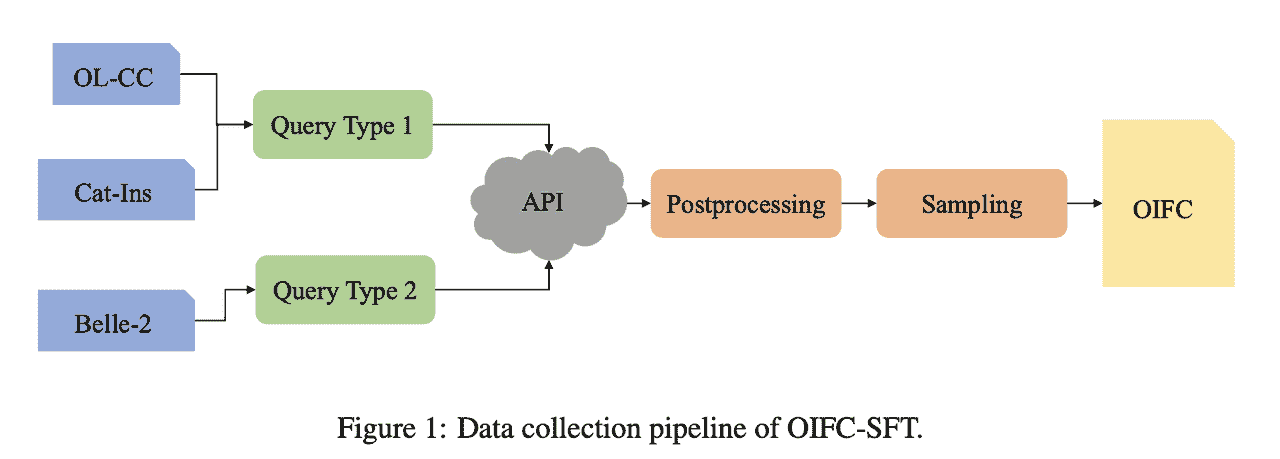 OL-CC
Query Type 1
Cat-Ins
API
Postprocessing
Sampling
OIFC
Query Type 2
Belle-2
Figure 1: Data collection pipeline of OIFC-SFT.